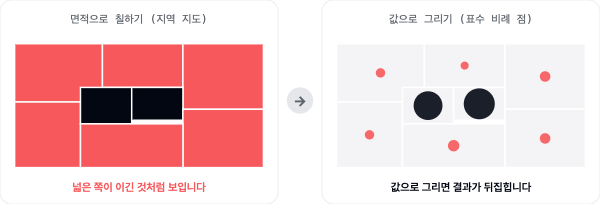 면적으로 칠하기 (지역 지도)
넓은 쪽이 이긴 것처럼 보입니다
값으로 그리기 (표수 비례 점)
값으로 그리면 결과가 뒤집힙니다